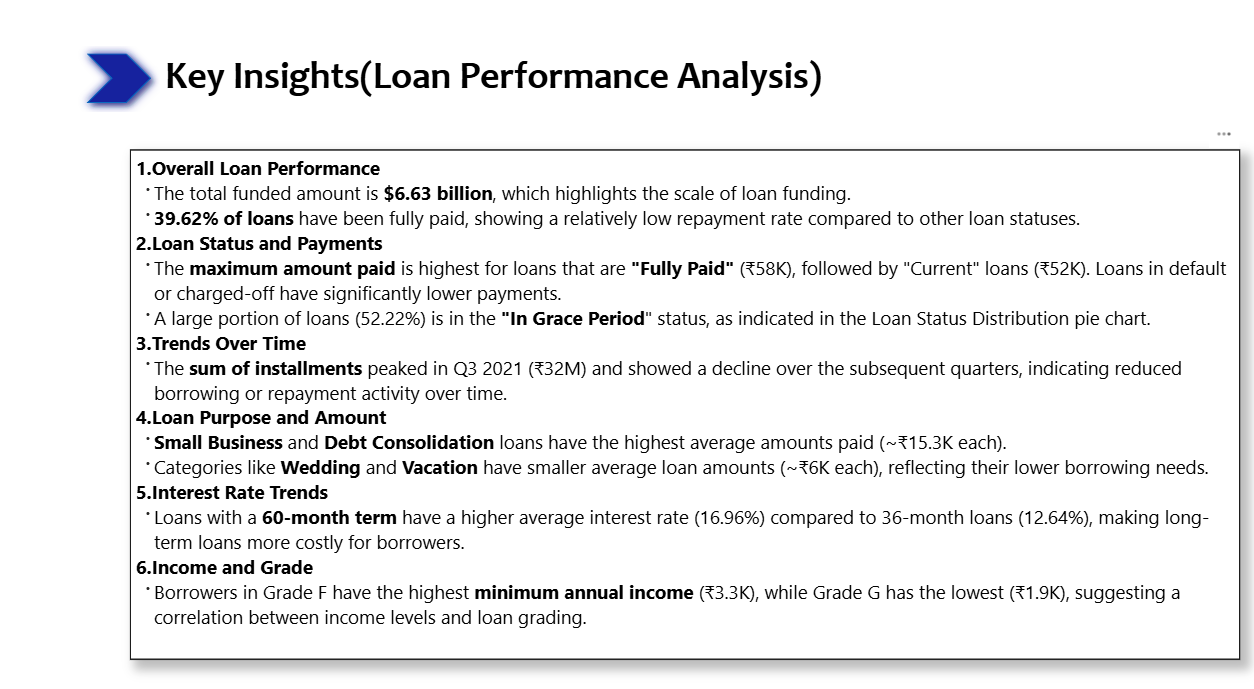 Key Insights(Loan Performance Analysis)
1.Overall Loan Performance
•The total funded amount is $6.63 billion, which highlights the scale of loan funding.
•39.62% of loans have been fully paid, showing a relatively low repayment rate compared to other loan statuses.
2.Loan Status and Payments
•The maximum amount paid is highest for loans that are "Fully Paid" (₹58K), followed by "Current" loans (₹52K). Loans in default
or charged-off have significantly lower payments.
•A large portion of loans (52.22%) is in the "In Grace Period" status, as indicated in the Loan Status Distribution pie chart.
3.Trends Over Time
•The sum of installments peaked in Q3 2021 (₹32M) and showed a decline over the subsequent quarters, indicating reduced
borrowing or repayment activity over time.
4.Loan Purpose and Amount
•Small Business and Debt Consolidation loans have the highest average amounts paid (~₹15.3K each).
•Categories like Wedding and Vacation have smaller average loan amounts (~₹6K each), reflecting their lower borrowing needs.
5.Interest Rate Trends
•Loans with a 60-month term have a higher average interest rate (16.96%) compared to 36-month loans (12.64%), making long-
term loans more costly for borrowers.
6.Income and Grade
•Borrowers in Grade F have the highest minimum annual income (₹3.3K), while Grade G has the lowest (₹1.9K), suggesting a
correlation between income levels and loan grading.